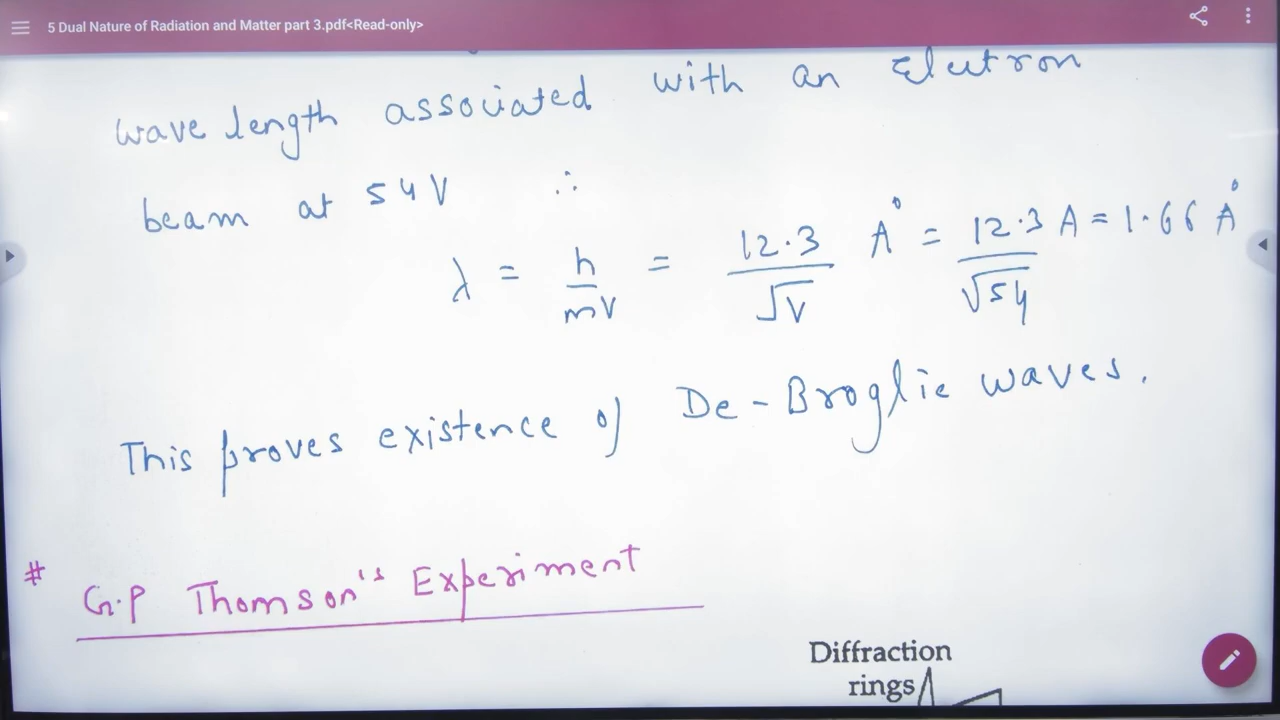 5 Dual Nature of Radiation and Matter part 3.pdf<Read-only>
wave length associated with an Electron
beam at 54V ∴
λ = h/mV = 12.3/√V A° = 12.3/√54 A = 1.66 A°
This proves existence of De-Broglie waves.
# G.P Thomson's Experiment
Diffraction
rings